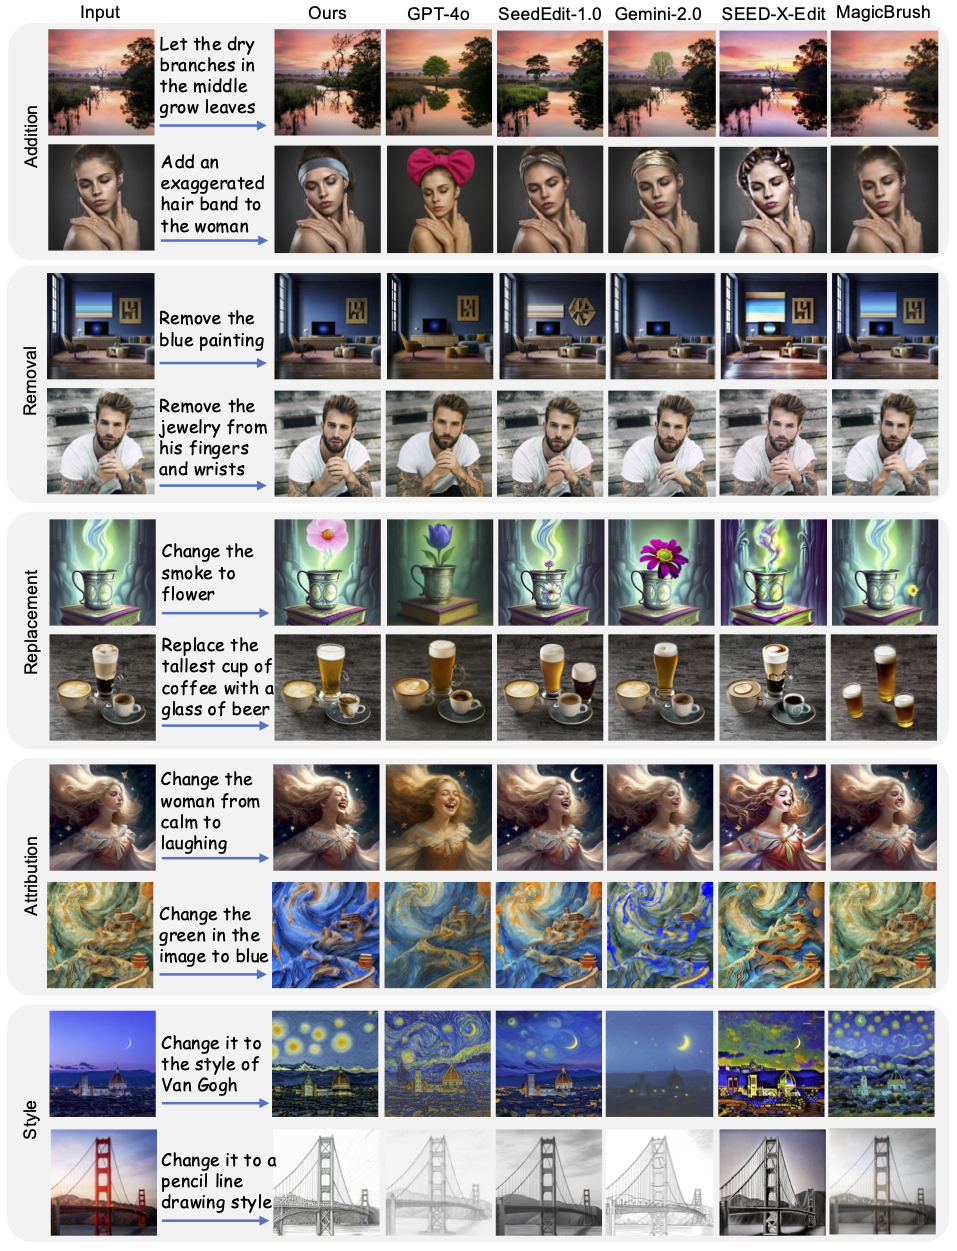 Input
Ours
GPT-4o
SeedEdit-1.0
Gemini-2.0
SEED-X-Edit
MagicBrush
Addition
Let the dry
branches in
the middle
grow leaves
Add an
exaggerated
hair band to
the woman
Removal
Remove the
blue painting
Remove the
jewelry from
his fingers
and wrists
Replacement
Change the
smoke to
flower
Replace the
tallest cup of
coffee with a
glass of beer
Attribution
Change the
woman from
calm to
laughing
Change the
green in the
image to blue
Style
Change it to
the style of
Van Gogh
Change it to a
pencil line
drawing style